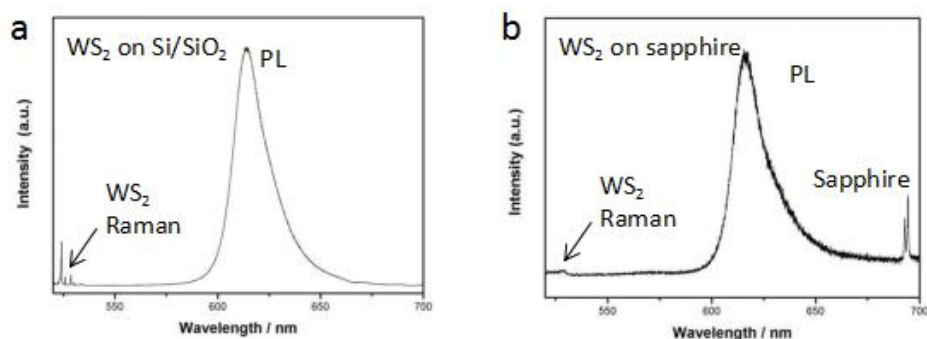 a
WS₂ on Si/SiO₂
PL
WS₂
Raman
Intensity (a.u.)
550
600
650
700
Wavelength / nm
b
WS₂ on sapphire
PL
Sapphire
WS₂
Raman
Intensity (a.u.)
550
600
650
700
Wavelength / nm